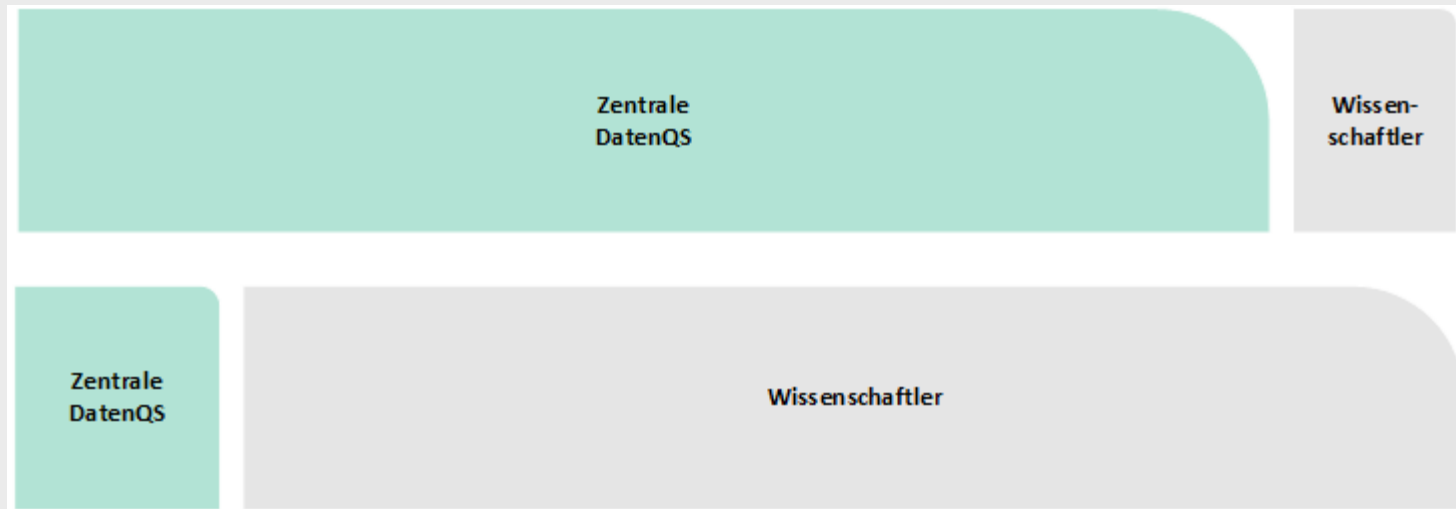 Zentrale
DatenQS
Wissen-
schaftler
Zentrale
DatenQS
Wissenschaftler